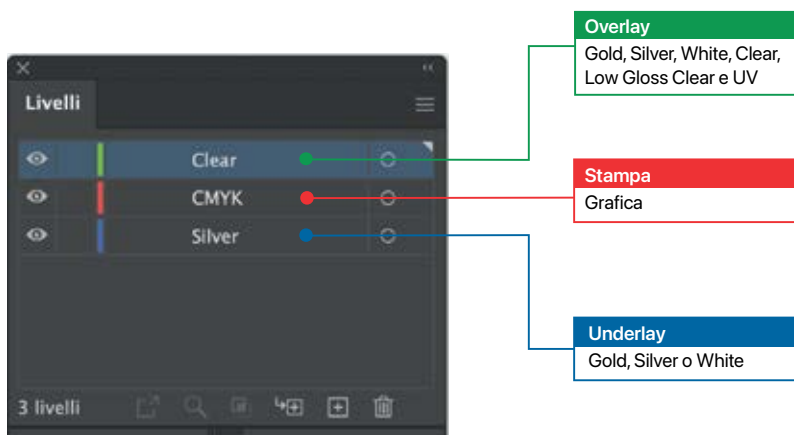 Livelli
Clear
CMYK
Silver
3 livelli
Overlay
Gold, Silver, White, Clear,
Low Gloss Clear e UV
Stampa
Grafica
Underlay
Gold, Silver o White